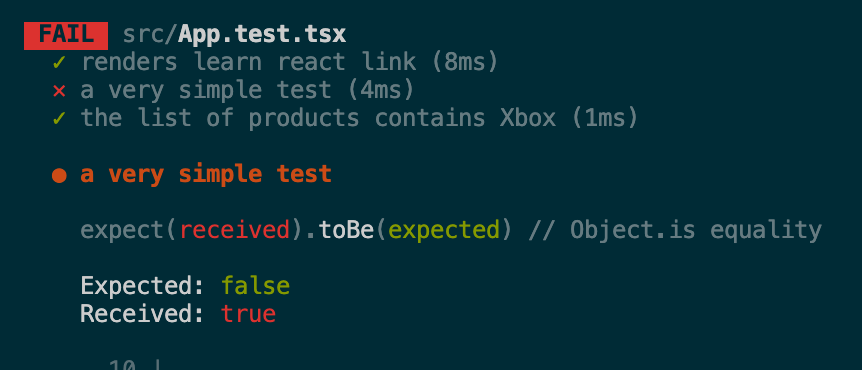 FAIL src/App.test.tsx
✓ renders learn react link (8ms)
✕ a very simple test (4ms)
✓ the list of products contains Xbox (1ms)
● a very simple test
expect(received).toBe(expected) // Object.is equality
Expected: false
Received: true
10 |